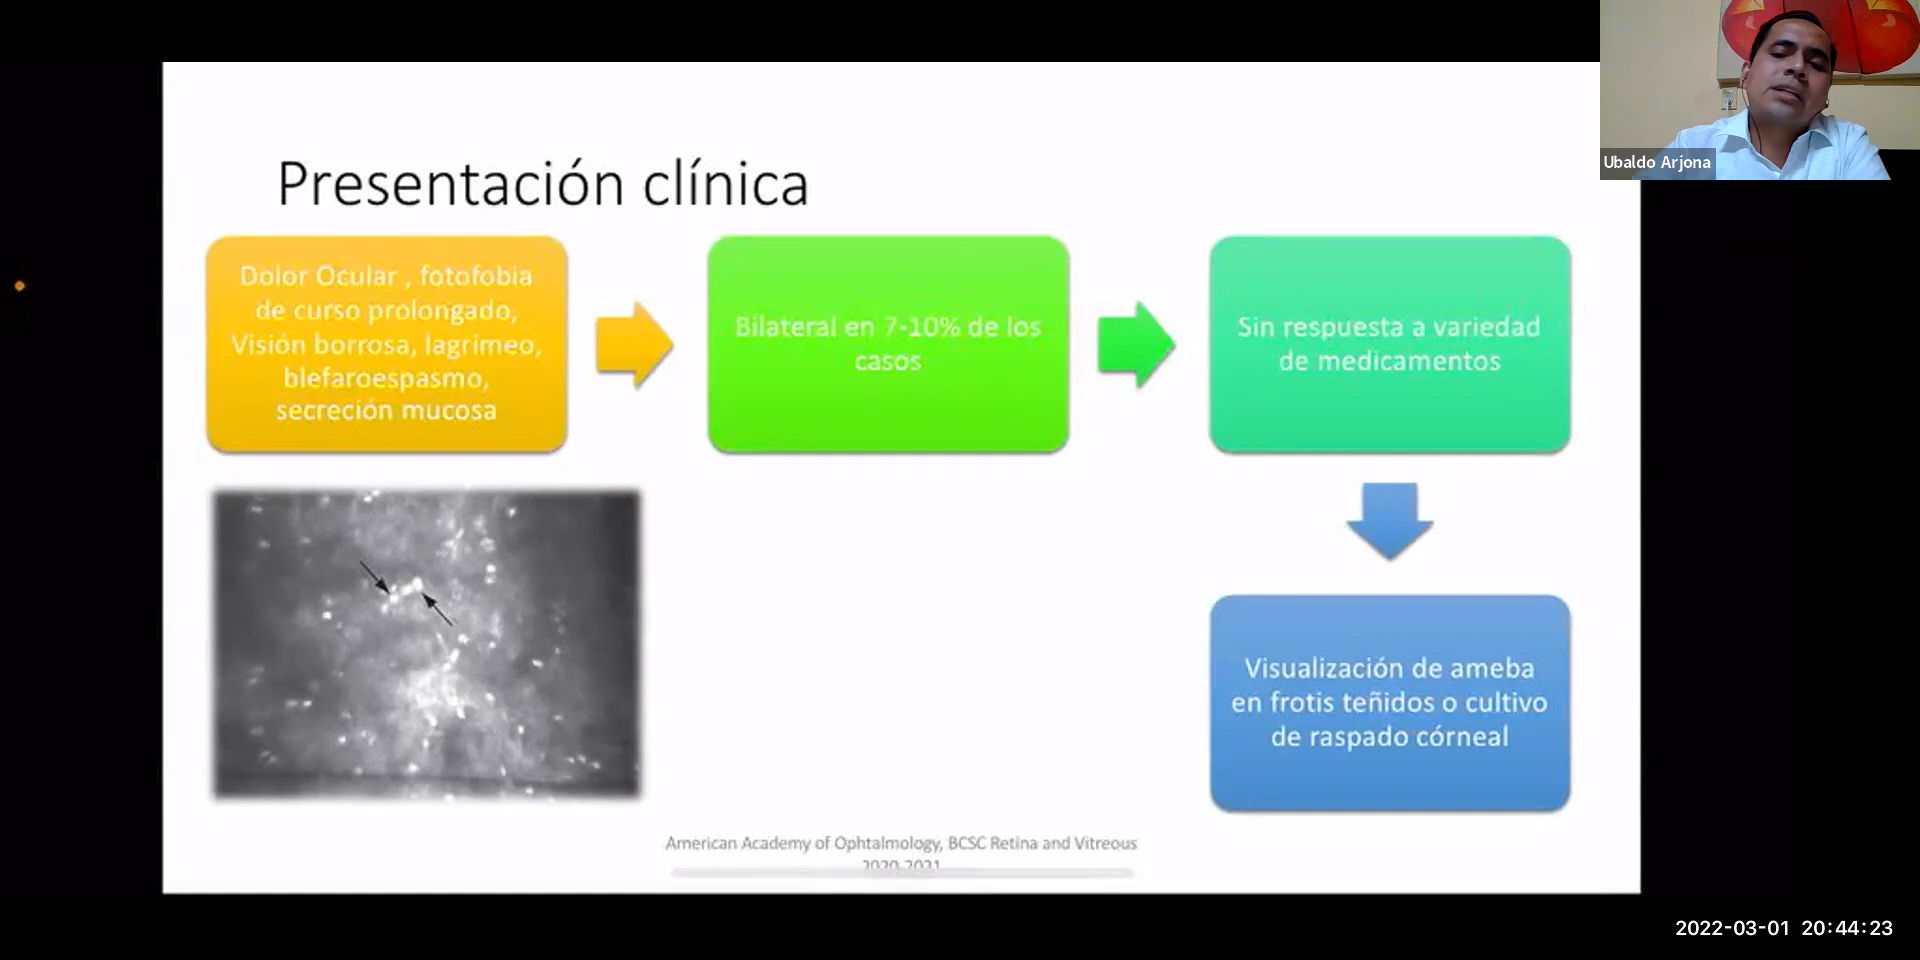 Ubaldo Arjona
Presentación clínica
Dolor Ocular , fotofobia
de curso prolongado,
Visión borrosa, lagrimeo,
blefaroespasmo,
secreción mucosa
Bilateral en 7-10% de los
casos
Sin respuesta a variedad
de medicamentos
Visualización de ameba
en frotis teñidos o cultivo
de raspado córneal
American Academy of Ophtalmology, BCSC Retina and Vitreous
2020-2021
2022-03-01 20:44:23